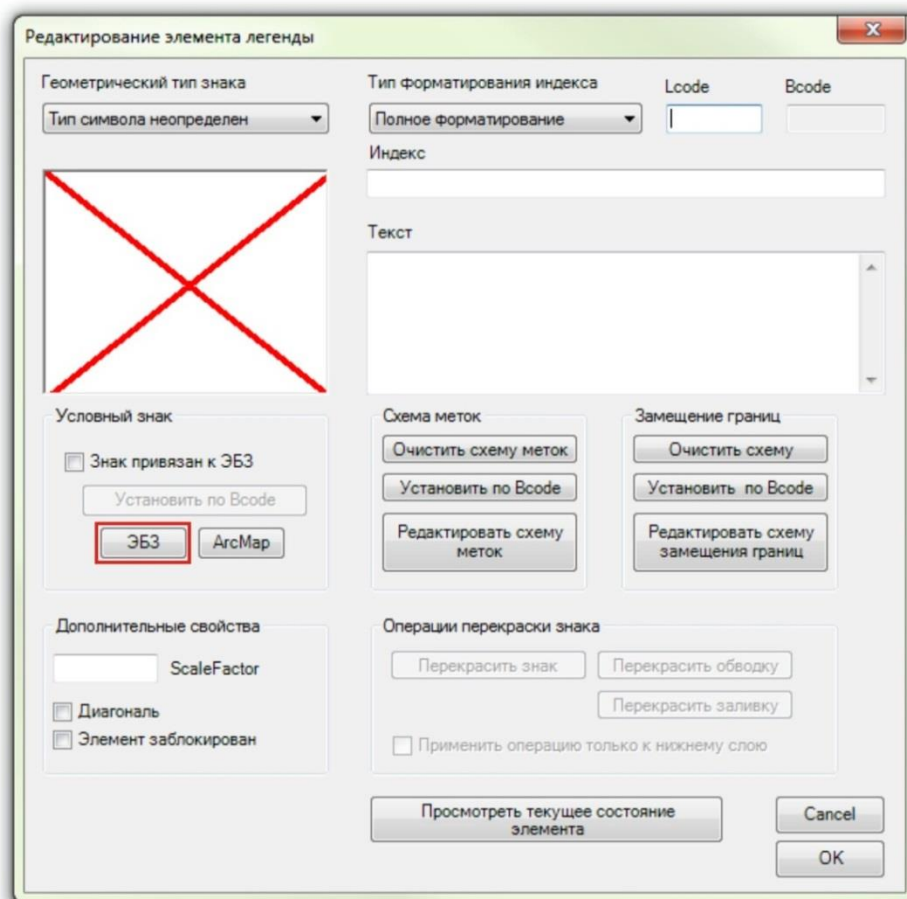 Редактирование элемента легенды
Геометрический тип знака
Тип форматирования индекса
Lcode
Bcode
Тип символа неопределен
Полное форматирование
Индекс
Текст
Условный знак
Знак привязан к ЭБЗ
Установить по Bcode
ЭБЗ
ArcMap
Схема меток
Очистить схему меток
Установить по Bcode
Редактировать схему
меток
Замещение границ
Очистить схему
Установить по Bcode
Редактировать схему
замещения границ
Дополнительные свойства
ScaleFactor
Диагональ
Элемент заблокирован
Операции перекраски знака
Перекрасить знак
Перекрасить обводку
Перекрасить заливку
Применить операцию только к нижнему слою
Просмотреть текущее состояние
элемента
Cancel
OK